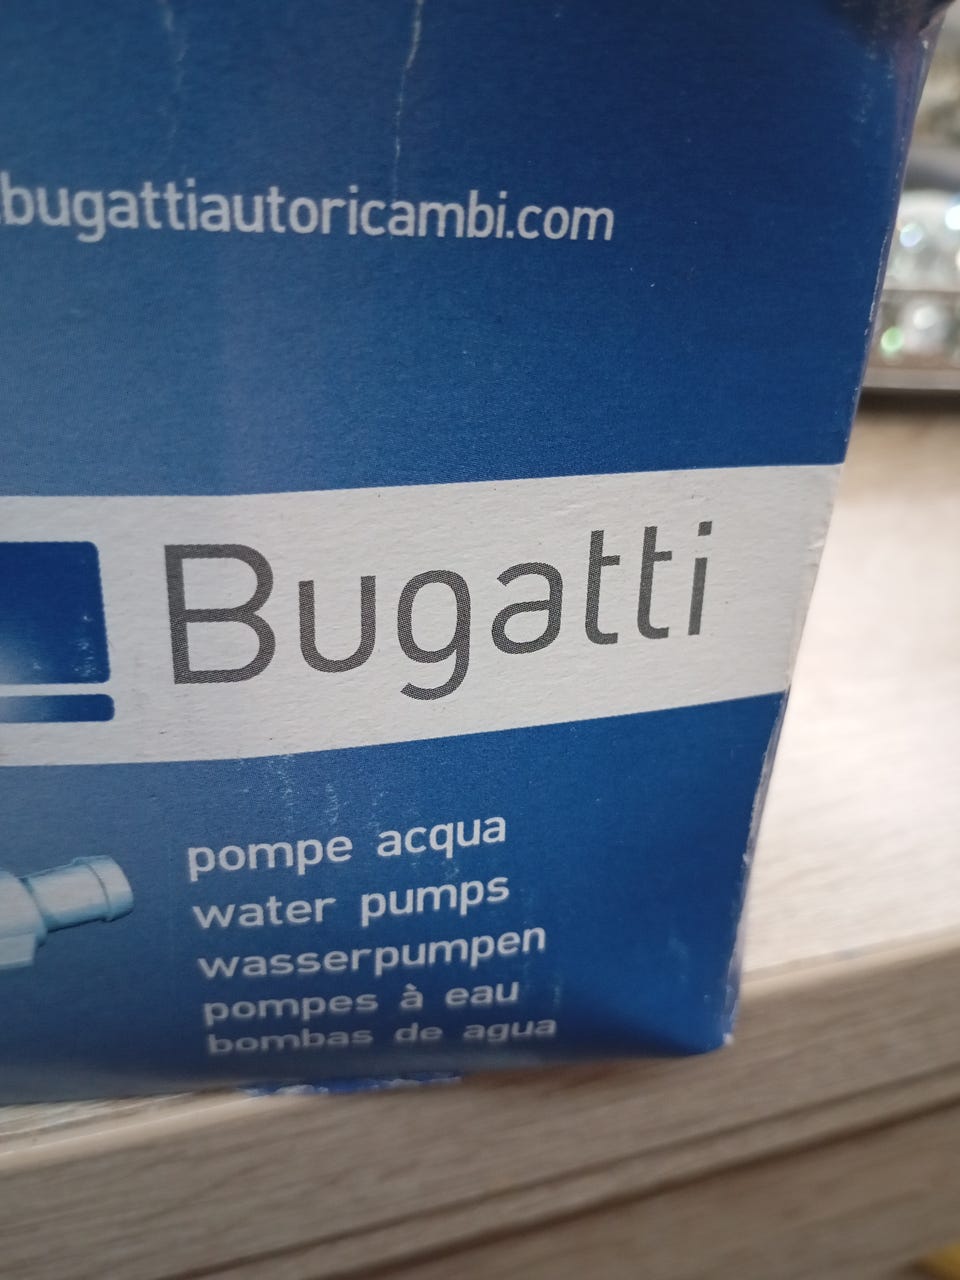 .bugattiautoricambi.com
Bugatti
pompe acqua
water pumps
wasserpumpen
pompes à eau
bombas de agua